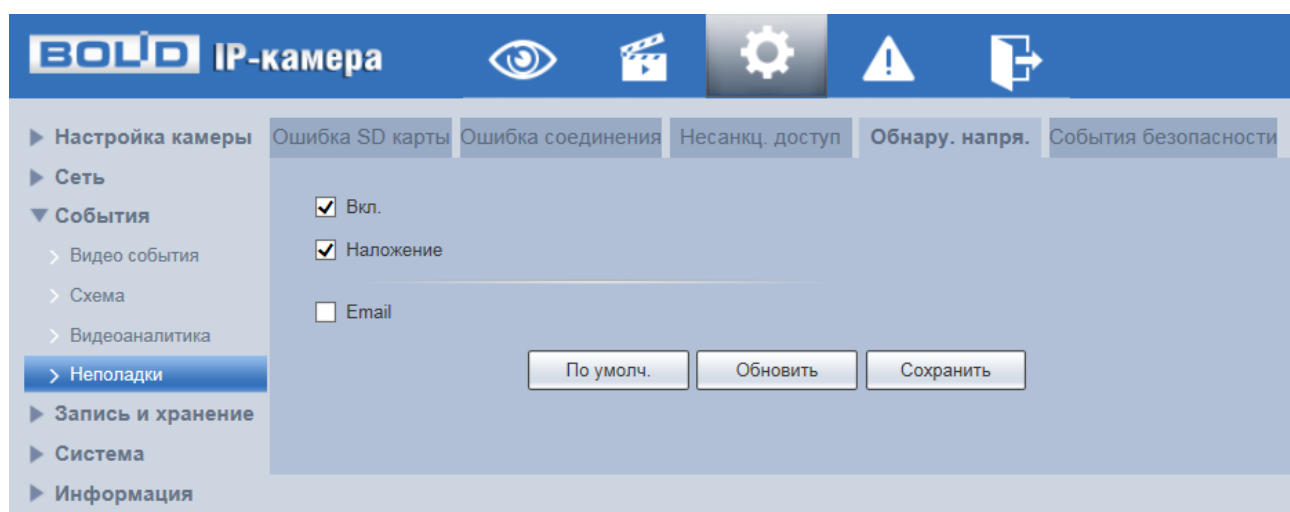 BOLID IP-камера
Настройка камеры
Сеть
События
Видео события
Схема
Видеоаналитика
Неполадки
Запись и хранение
Система
Информация
Ошибка SD карты Ошибка соединения Несанкц. доступ Обнару. напря. События безопасности
Вкл.
Наложение
Email
По умолч. Обновить Сохранить